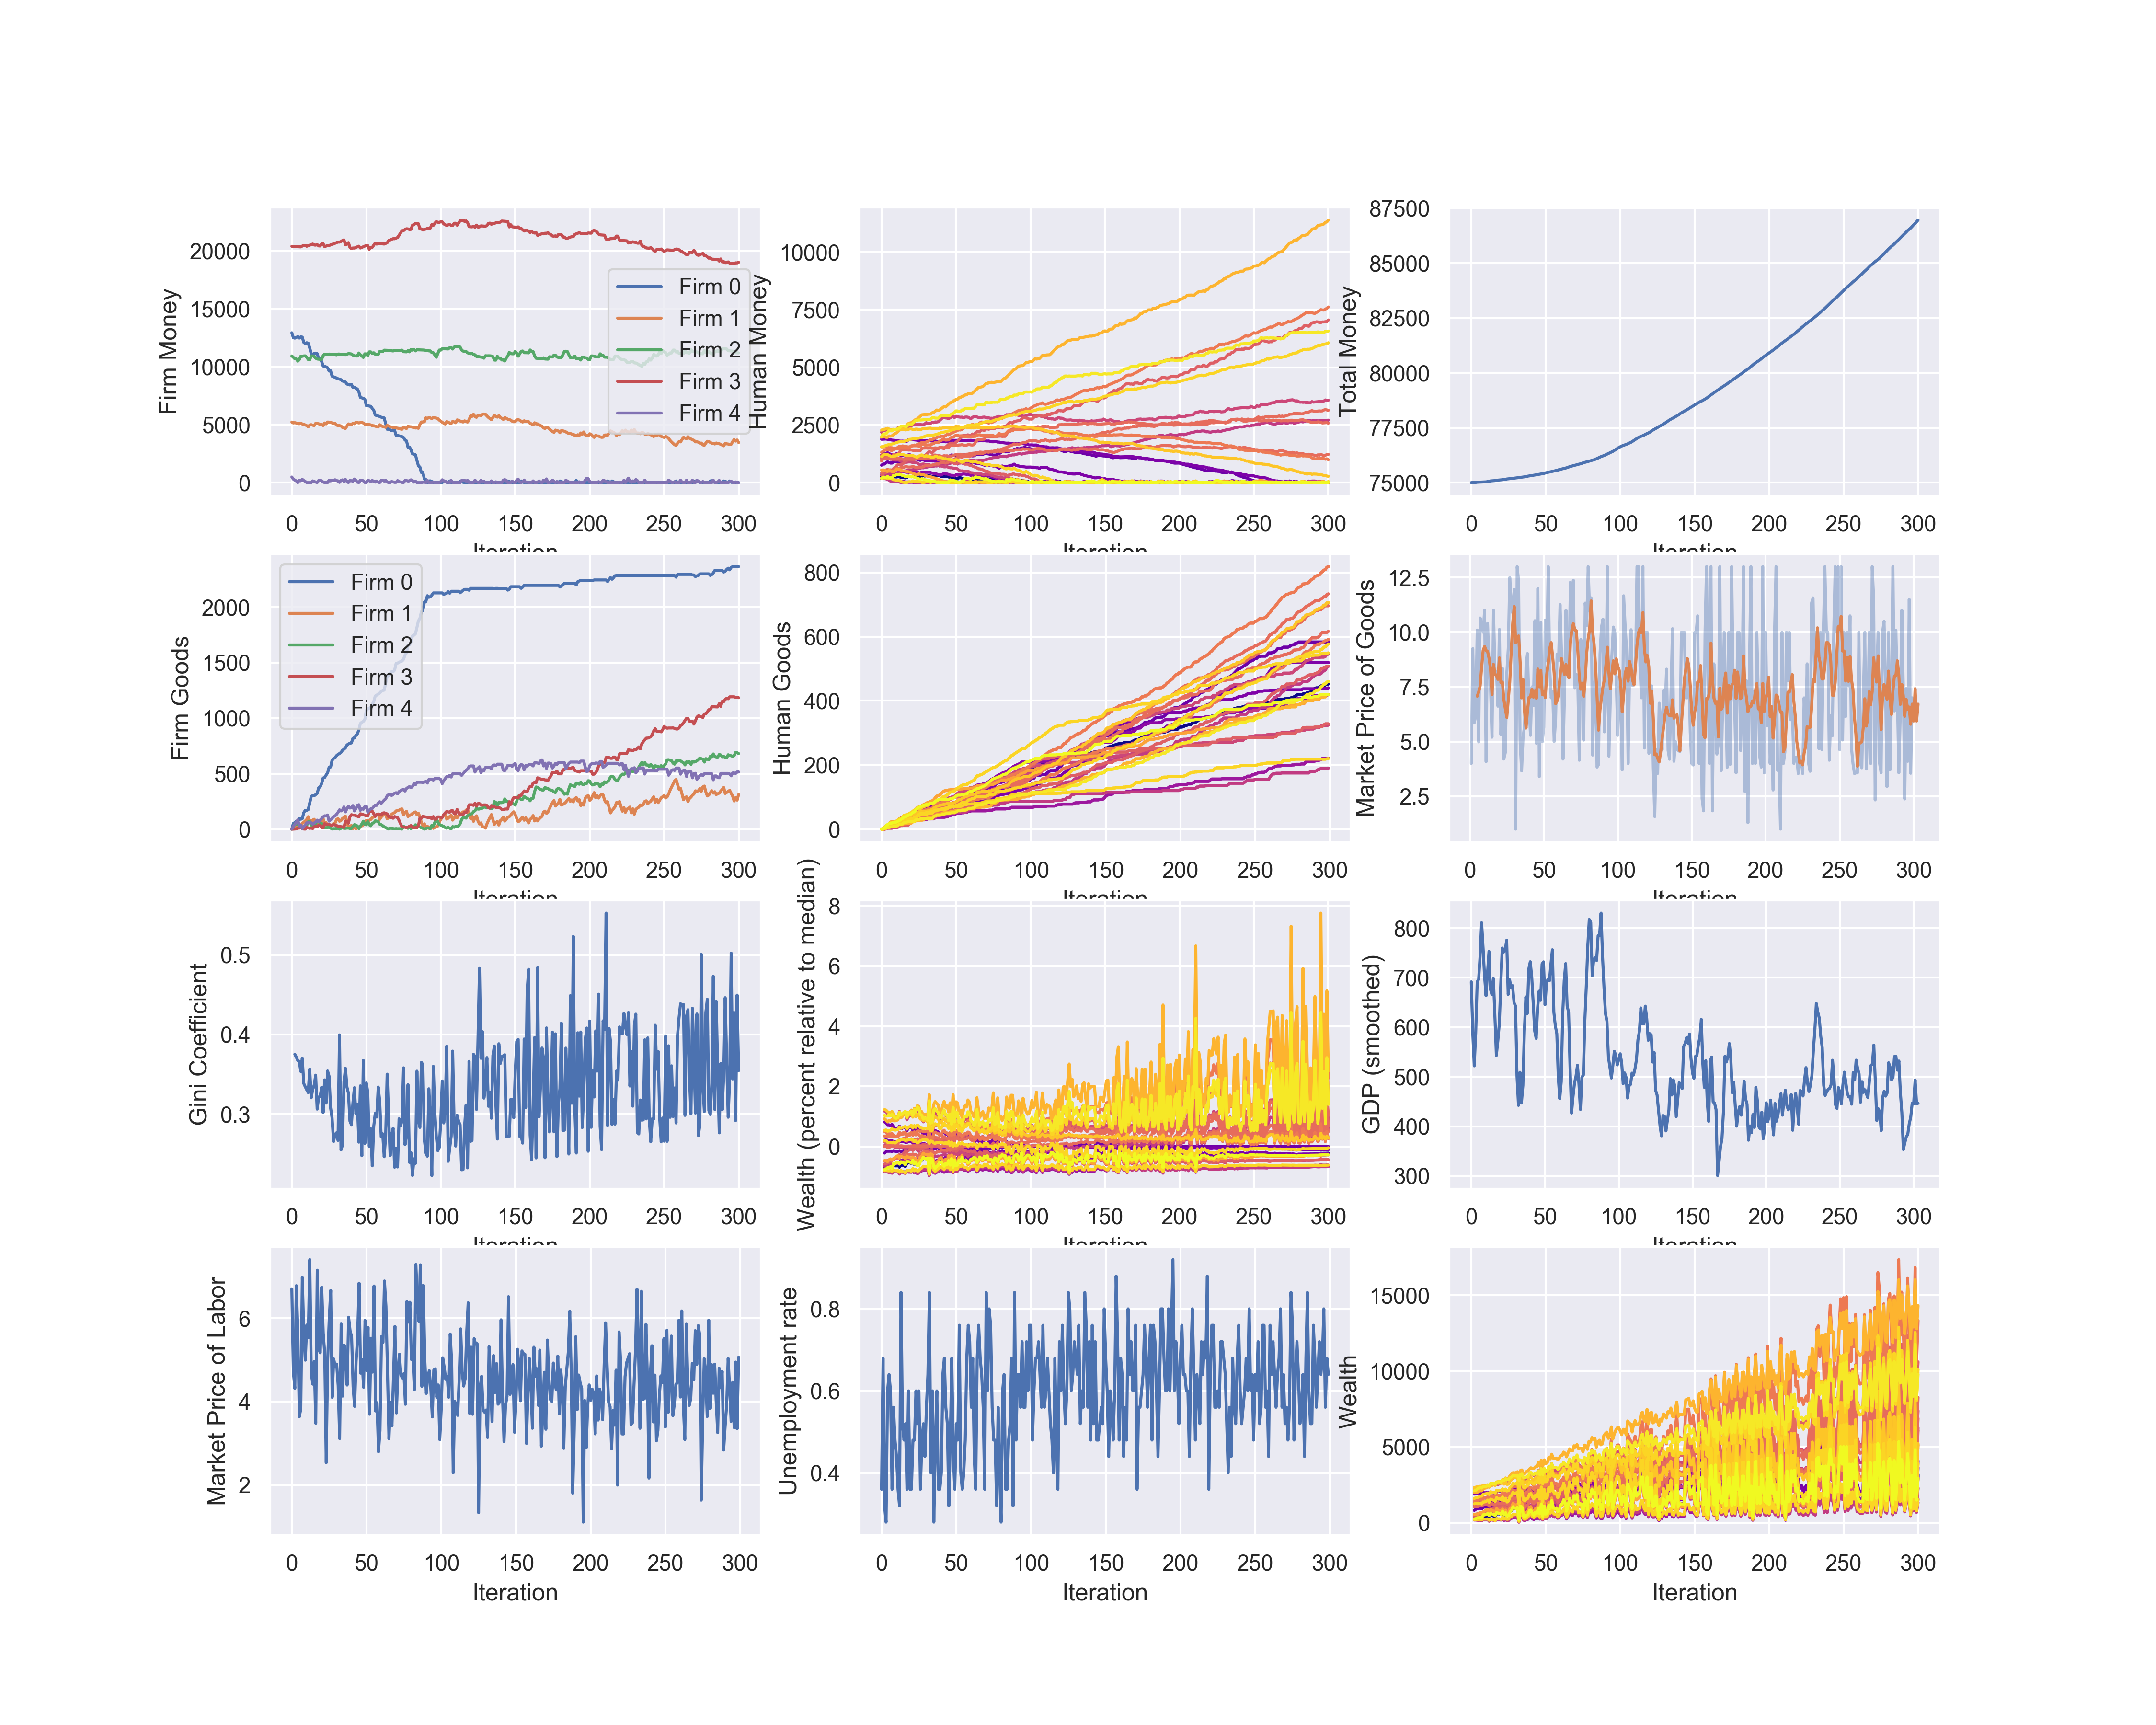 Firm Money
20000
15000
10000
5000
0
0 50 100 150 200 250 300
Iteration
Firm 0
Firm 1
Firm 2
Firm 3
Firm 4
Human Money
10000
7500
5000
2500
0
0 50 100 150 200 250 300
Iteration
Total Money
87500
85000
82500
80000
77500
75000
0 50 100 150 200 250 300
Iteration
Firm Goods
2000
1500
1000
500
0
0 50 100 150 200 250 300
Iteration
Firm 0
Firm 1
Firm 2
Firm 3
Firm 4
Human Goods
800
600
400
200
0
0 50 100 150 200 250 300
Iteration
Market Price of Goods
12.5
10.0
7.5
5.0
2.5
0 50 100 150 200 250 300
Iteration
Gini Coefficient
0.5
0.4
0.3
0 50 100 150 200 250 300
Iteration
Wealth (percent relative to median)
8
6
4
2
0
0 50 100 150 200 250 300
Iteration
GDP (smoothed)
800
700
600
500
400
300
0 50 100 150 200 250 300
Iteration
Market Price of Labor
6
4
2
0 50 100 150 200 250 300
Iteration
Unemployment rate
0.8
0.6
0.4
0 50 100 150 200 250 300
Iteration
Wealth
15000
10000
5000
0
0 50 100 150 200 250 300
Iteration